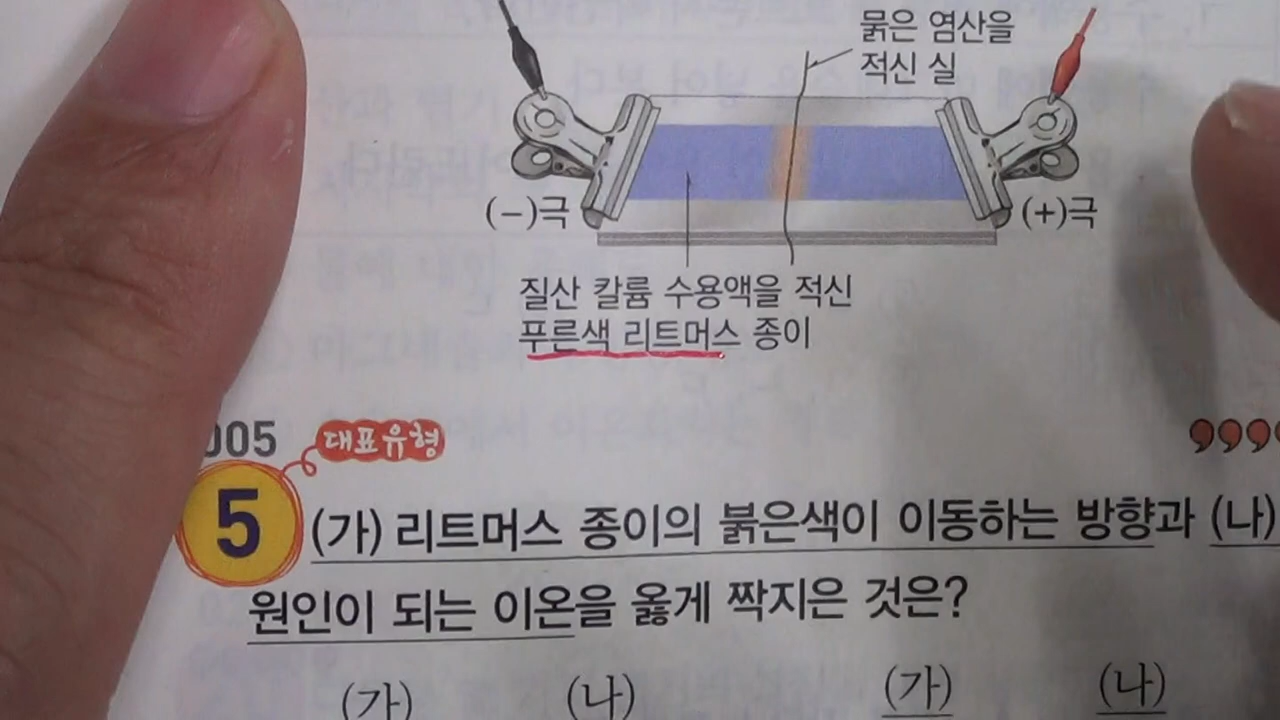 묽은 염산을
적신 실
(-)극
(+)극
질산 칼륨 수용액을 적신
푸른색 리트머스 종이
005
대표유형
5
(가) 리트머스 종이의 붉은색이 이동하는 방향과 (나)
원인이 되는 이온을 옳게 짝지은 것은?
(가) (나) (가) (나)